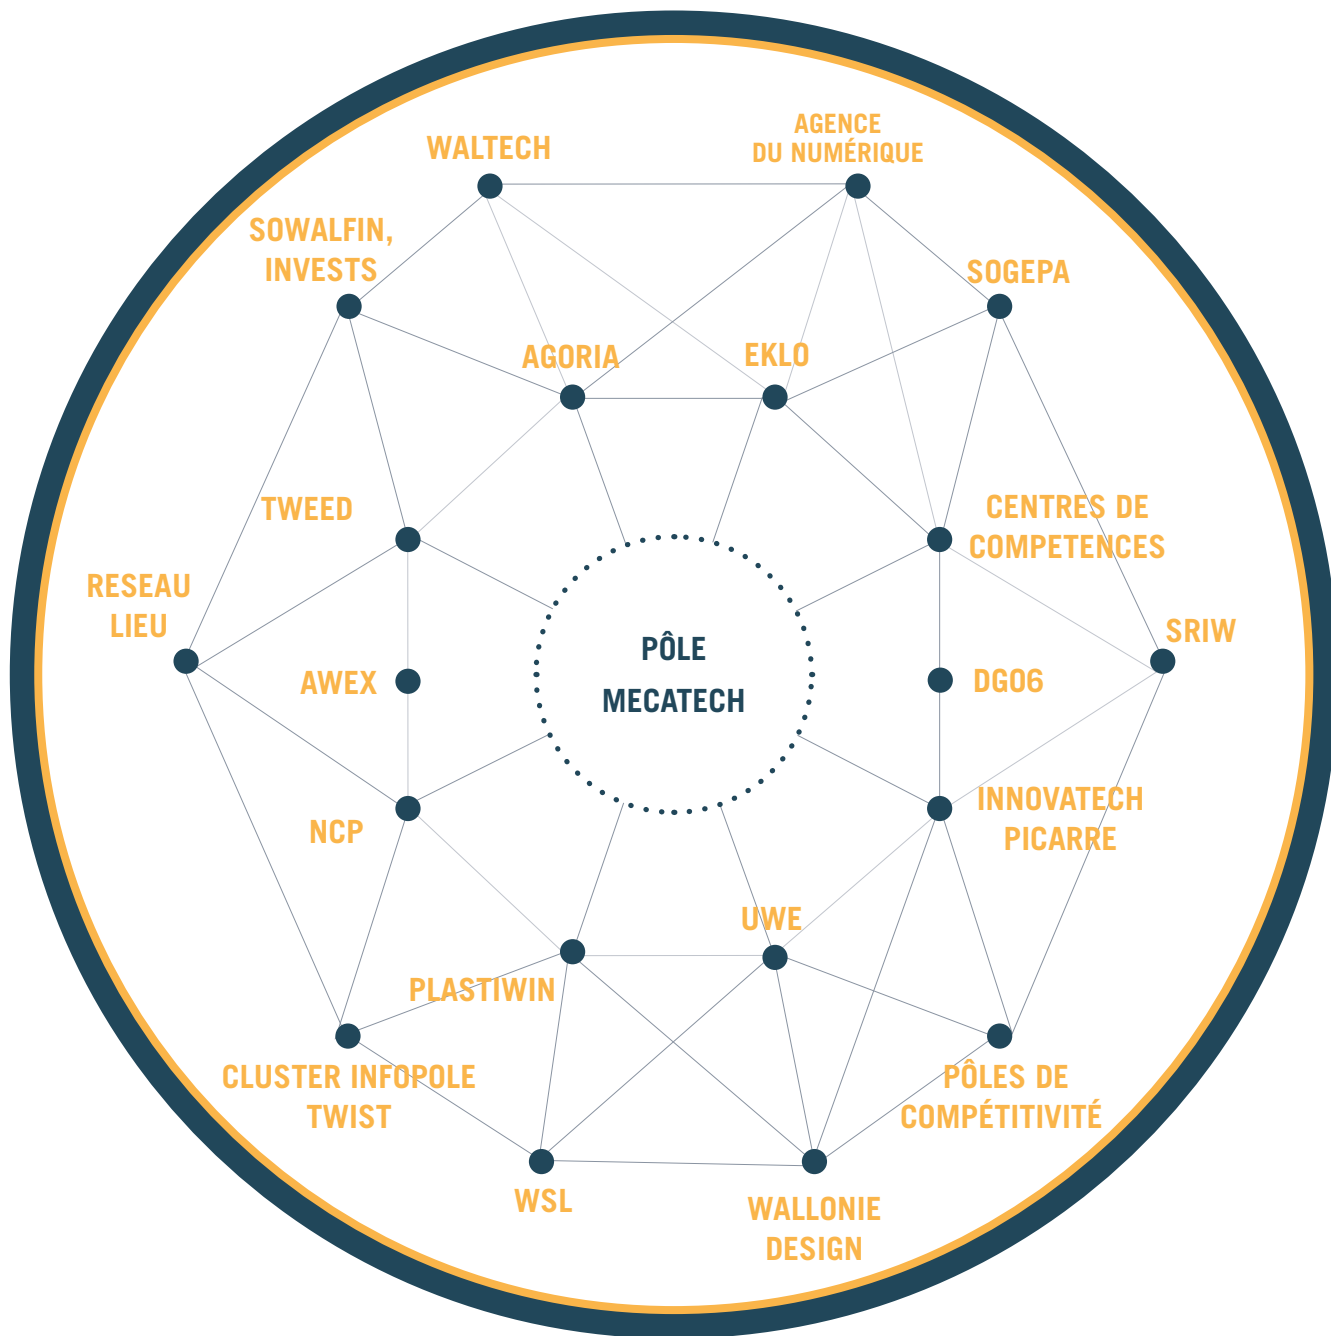 WALTECH
AGENCE
DU NUMÉRIQUE
SOWALFIN,
INVESTS
SOGEPA
AGORIA
EKLO
TWEED
CENTRES DE
COMPETENCES
RESEAU
LIEU
SRIW
PÔLE
MECATECH
AWEX
DGO6
NCP
INNOVATECH
PICARRE
UWE
PLASTIWIN
CLUSTER INFOPOLE
TWIST
PÔLES DE
COMPÉTITIVITÉ
WSL
WALLONIE
DESIGN